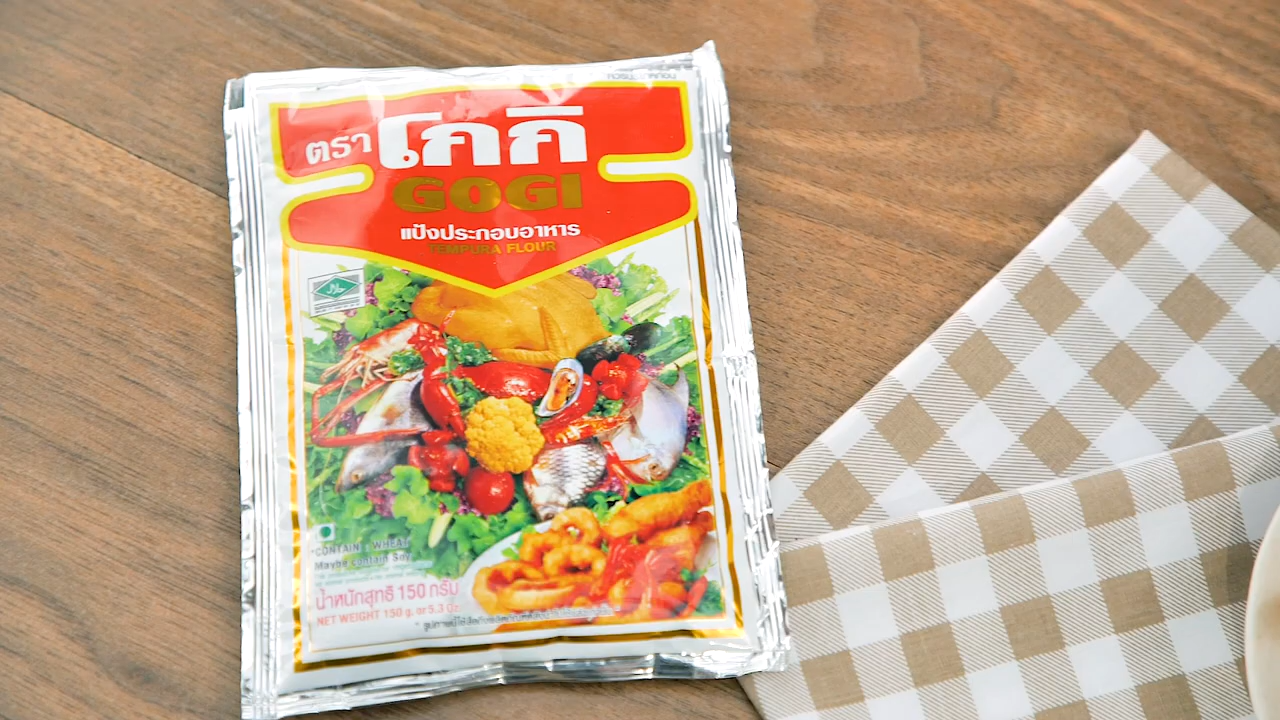 ตรา โกกิ
GOGI
แป้งประกอบอาหาร
TEMPURA FLOUR
*CONTAIN : WHEAT
Maybe contain Soy
น้ำหนักสุทธิ 150 กรัม
NET WEIGHT 150 g. or 5.3 Oz.